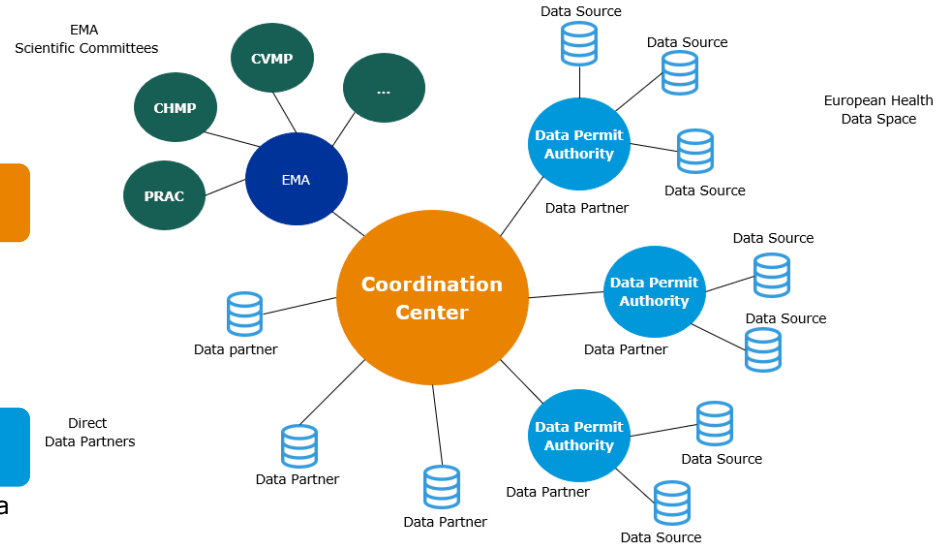 EMA
Scientific Committees
CVMP
...
CHMP
PRAC
EMA
Data Source
Data Source
Data Permit
Authority
Data Source
Data Partner
European Health
Data Space
Coordination
Center
Data Source
Data Permit
Authority
Data Source
Data Partner
Data partner
Direct
Data Partners
Data Partner
Data Partner
Data Permit
Authority
Data Source
Data Partner
Data Source
a